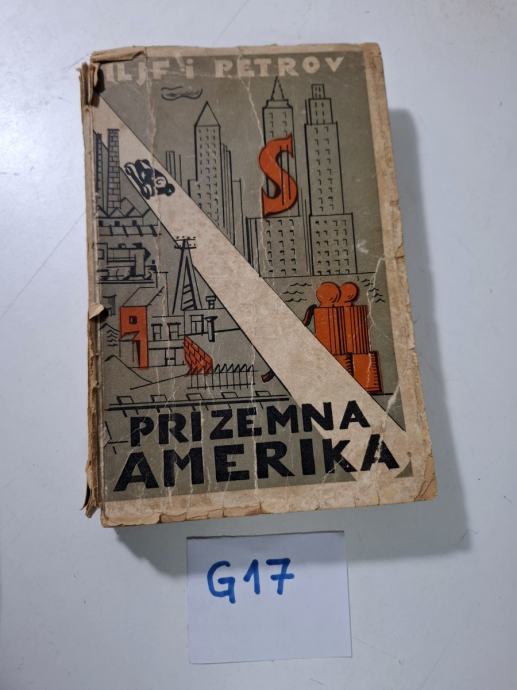 ILJF i PETROV
S
PRIZEMNA
AMERIKA
G17